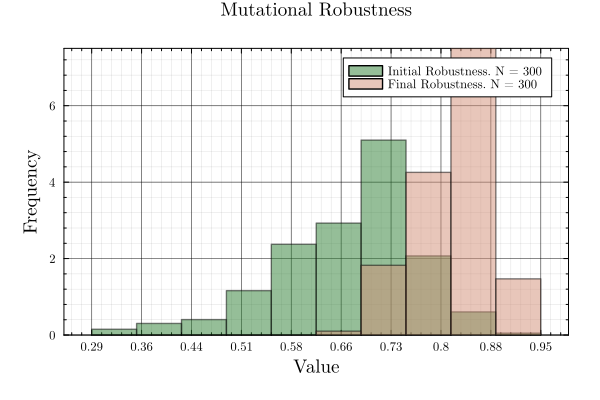 Mutational Robustness
Initial Robustness. N = 300
Final Robustness. N = 300
Frequency
6
4
2
0
0.29 0.36 0.44 0.51 0.58 0.66 0.73 0.8 0.88 0.95
Value